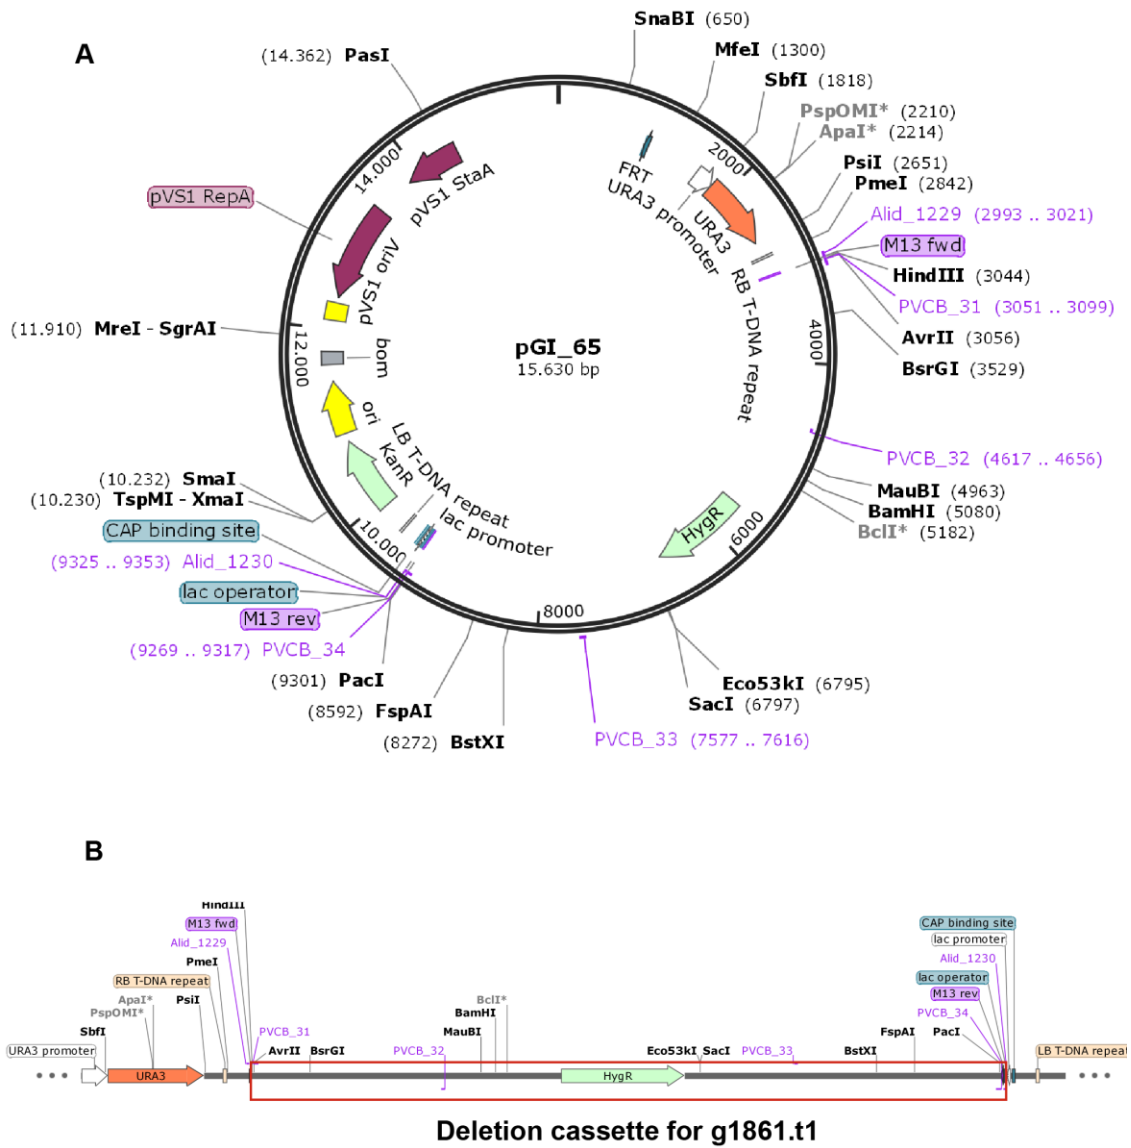 A
SnaBI (650)
(14.362) PasI
MfeI (1300)
SbfI (1818)
PspOMI* (2210)
ApaI* (2214)
PsiI (2651)
PmeI (2842)
Alid_1229 (2993 .. 3021)
M13 fwd
HindIII (3044)
PVCB_31 (3051 .. 3099)
AvrII (3056)
BsrGI (3529)
PVCB_32 (4617 .. 4656)
MauBI (4963)
BamHI (5080)
BclI* (5182)
Eco53kI (6795)
SacI (6797)
PVCB_33 (7577 .. 7616)
(8272) BstXI
(8592) FspAI
(9301) PacI
(9269 .. 9317) PVCB_34
M13 rev
lac operator
(9325 .. 9353) Alid_1230
CAP binding site
(10.230) TspMI - XmaI
(10.232) SmaI
(11.910) MreI - SgrAI
pVS1 RepA
2000
4000
6000
8000
10.000
12.000
14.000
FRT
URA3 promoter
URA3
RB T-DNA repeat
HygR
lac promoter
LB T-DNA repeat
KanR
ori
bom
pVS1 oriV
pVS1 StaA
pGI_65
15.630 bp
B
HindIII
M13 fwd
Alid_1229
PmeI
RB T-DNA repeat
ApaI*
PsiI
PspOMI*
SbfI
URA3 promoter
PVCB_31
AvrII
BsrGI
PVCB_32
BclI*
BamHI
MauBI
Eco53kI
SacI
PVCB_33
BstXI
FspAI
PacI
CAP binding site
lac promoter
Alid_1230
lac operator
M13 rev
PVCB_34
LB T-DNA repeat
URA3
HygR
Deletion cassette for g1861.t1